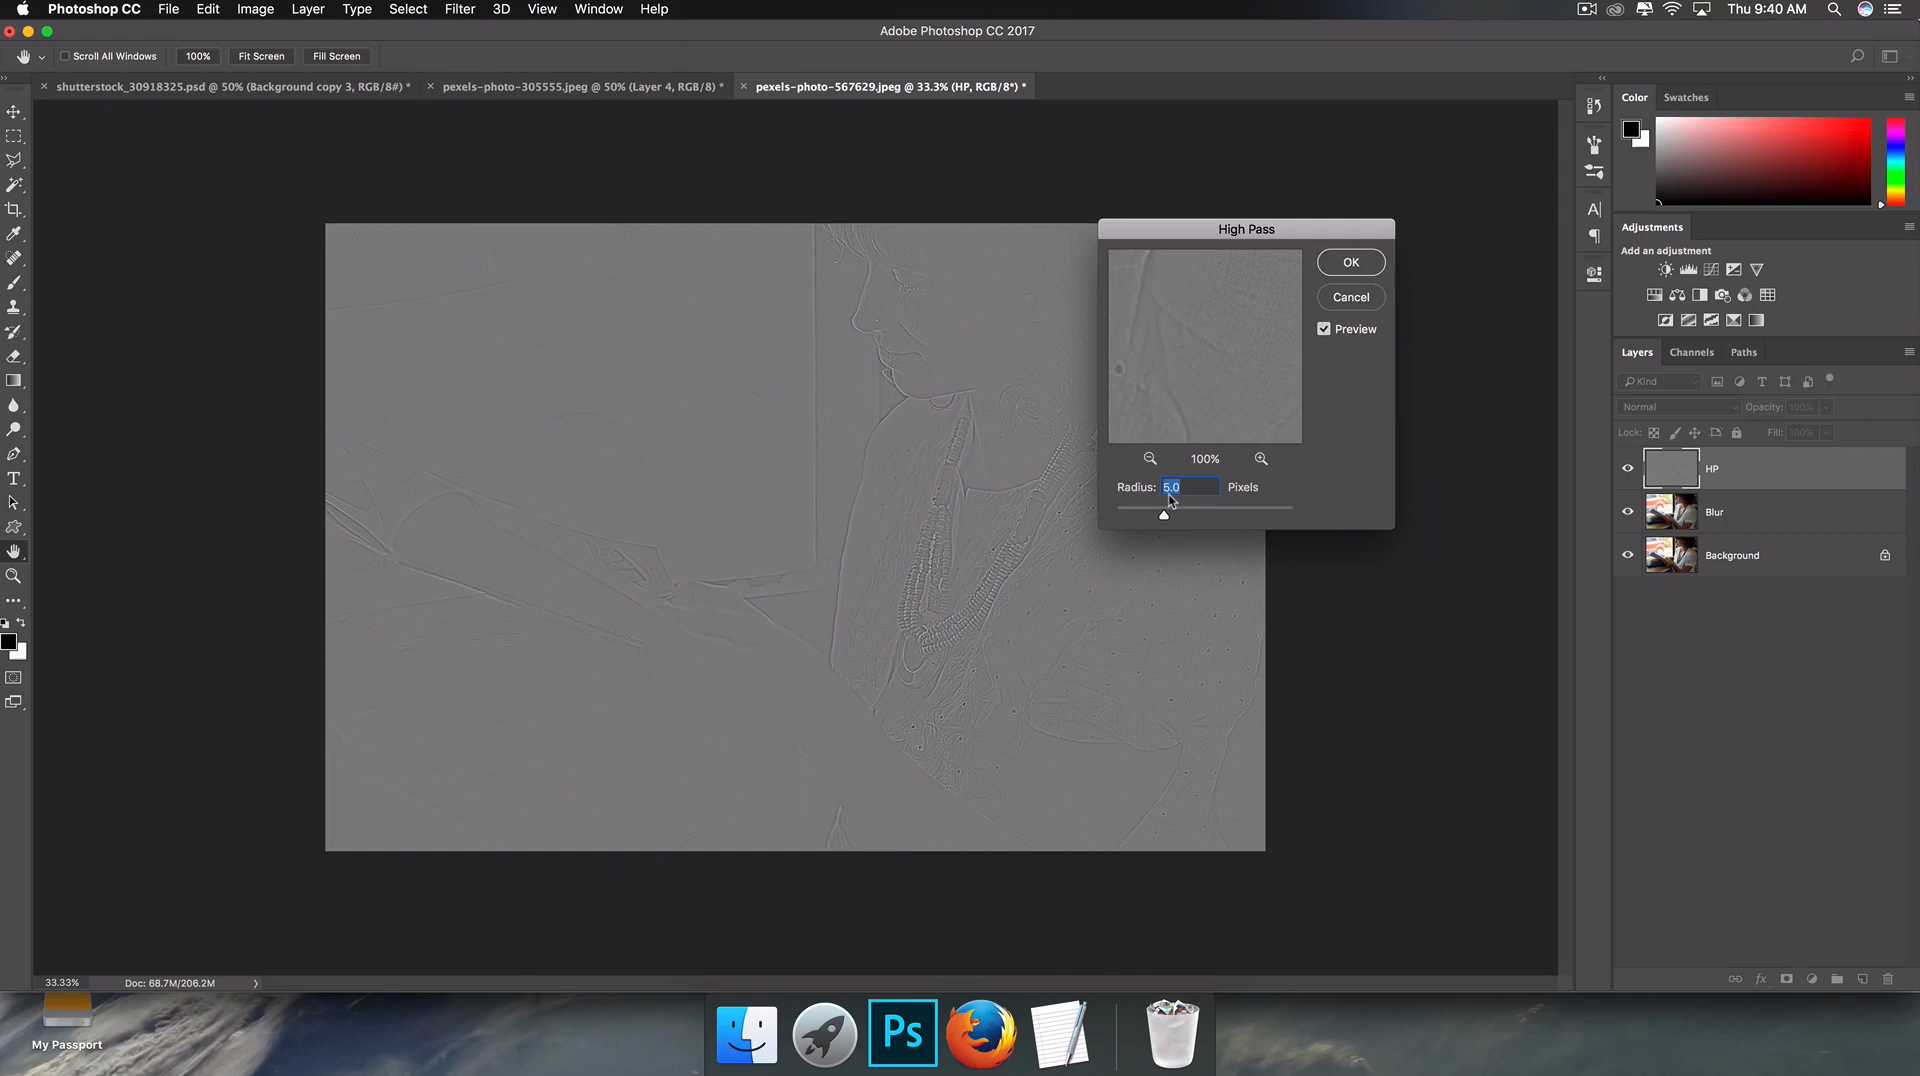 Photoshop CC File Edit Image Layer Type Select Filter 3D View Window Help Thu 9:40 AM
Adobe Photoshop CC 2017
Scroll All Windows 100% Fit Screen Fill Screen
shutterstock_30918325.psd @ 50% (Background copy 3, RGB/8#) * pexels-photo-305555.jpeg @ 50% (Layer 4, RGB/8) * pexels-photo-567629.jpeg @ 33.3% (HP, RGB/8*) *
Color Swatches
Adjustments
Add an adjustment
High Pass
OK
Cancel
Preview
100%
Radius: 5.0 Pixels
Layers Channels Paths
Kind
Normal Opacity: 100%
Lock: Fill: 100%
HP
Blur
Background
33.33% Doc: 68.7M/206.2M
Ps
My Passport